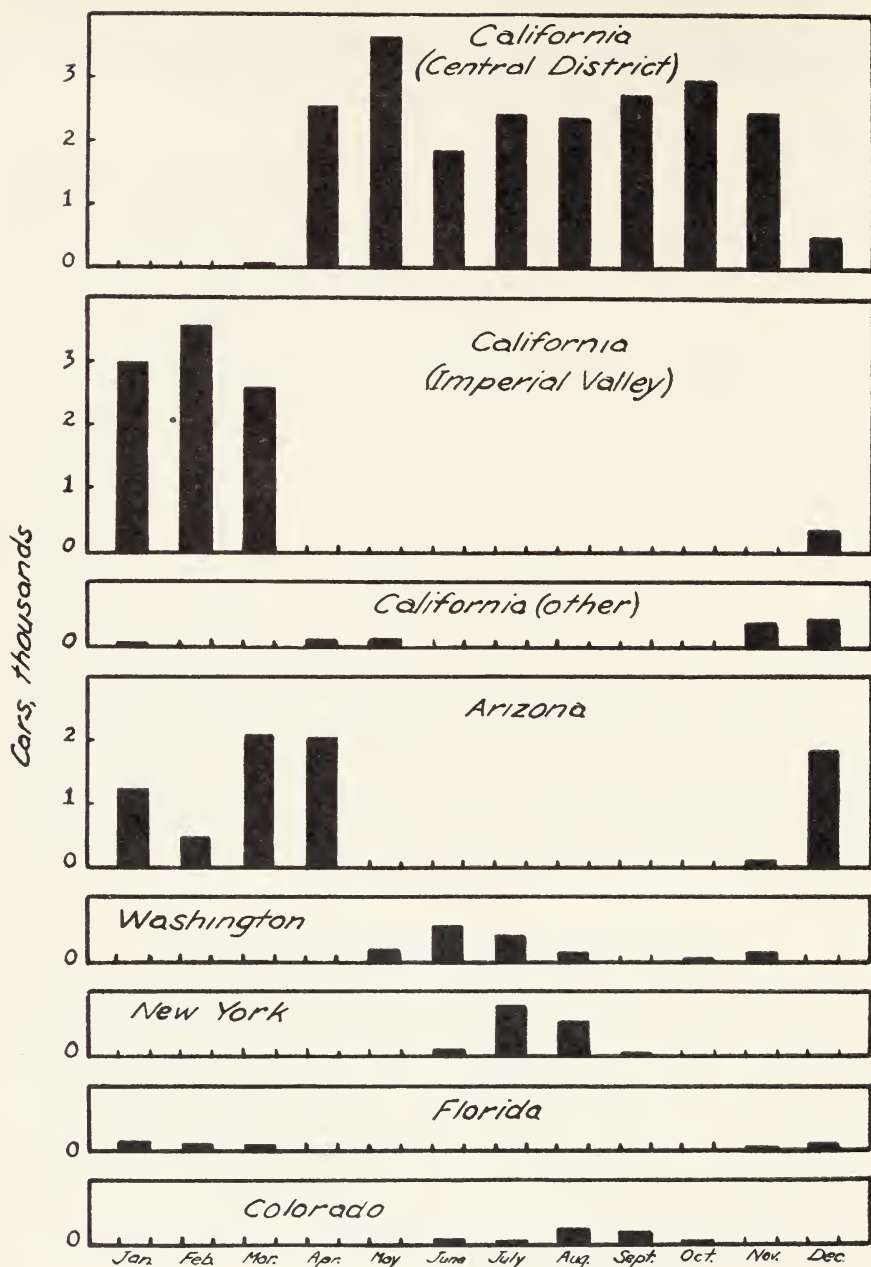 California
(Central District)
3
2
1
0
California
(Imperial Valley)
3
2
1
0
Cars, thousands
California (other)
0
Arizona
2
1
0
Washington
0
New York
0
Florida
0
Colorado
0
Jan. Feb. Mar. Apr. May June July Aug. Sept. Oct. Nov. Dec.